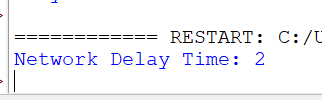 ============ RESTART: C:/U
Network Delay Time: 2